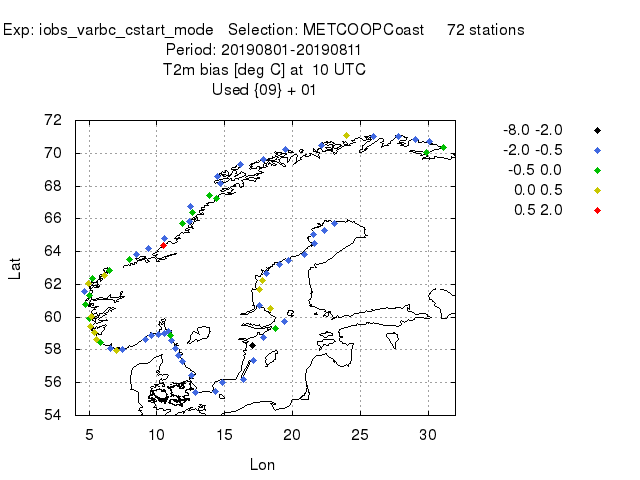 Exp: iobs_varbc_cstart_mode Selection: METCOOPCoast 72 stations
Period: 20190801-20190811
T2m bias [deg C] at 10 UTC
Used {09} + 01
72
70
68
66
64
62
60
58
56
54
Lat
5 10 15 20 25 30
Lon
-8.0 -2.0
-2.0 -0.5
-0.5 0.0
0.0 0.5
0.5 2.0